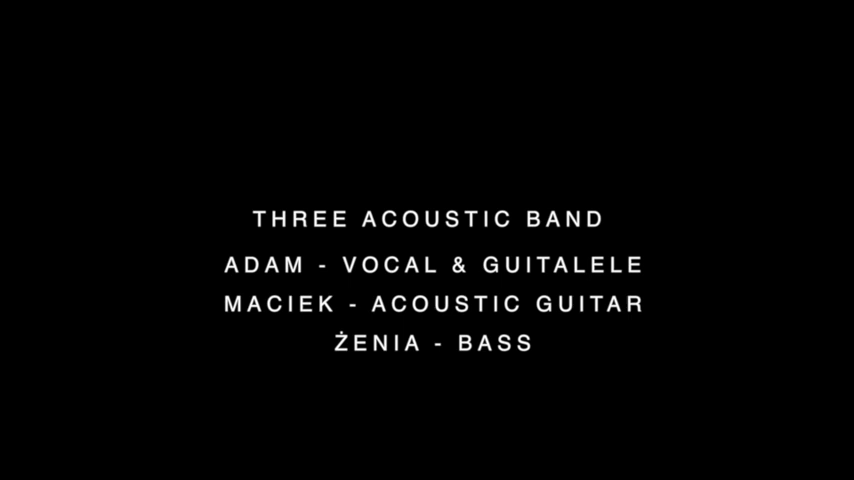 THREE ACOUSTIC BAND
ADAM - VOCAL & GUITALELE
MACIEK - ACOUSTIC GUITAR
ŻENIA - BASS